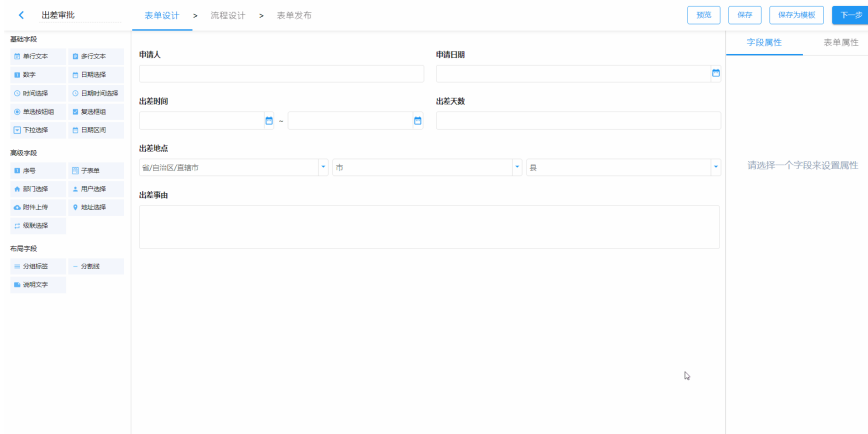 出差审批
表单设计 > 流程设计 > 表单发布
预览 保存 保存为模板 下一步
基础字段
单行文本 多行文本
数字 日期选择
时间选择 日期时间选择
单选按钮组 复选框组
下拉选择 日期区间
高级字段
序号 子表单
部门选择 用户选择
附件上传 地址选择
级联选择
布局字段
分组标签 分割线
说明文字
申请人 申请日期
出差时间 出差天数
~
出差地点
省/自治区/直辖市 市 县
出差事由
字段属性 表单属性
请选择一个字段来设置属性